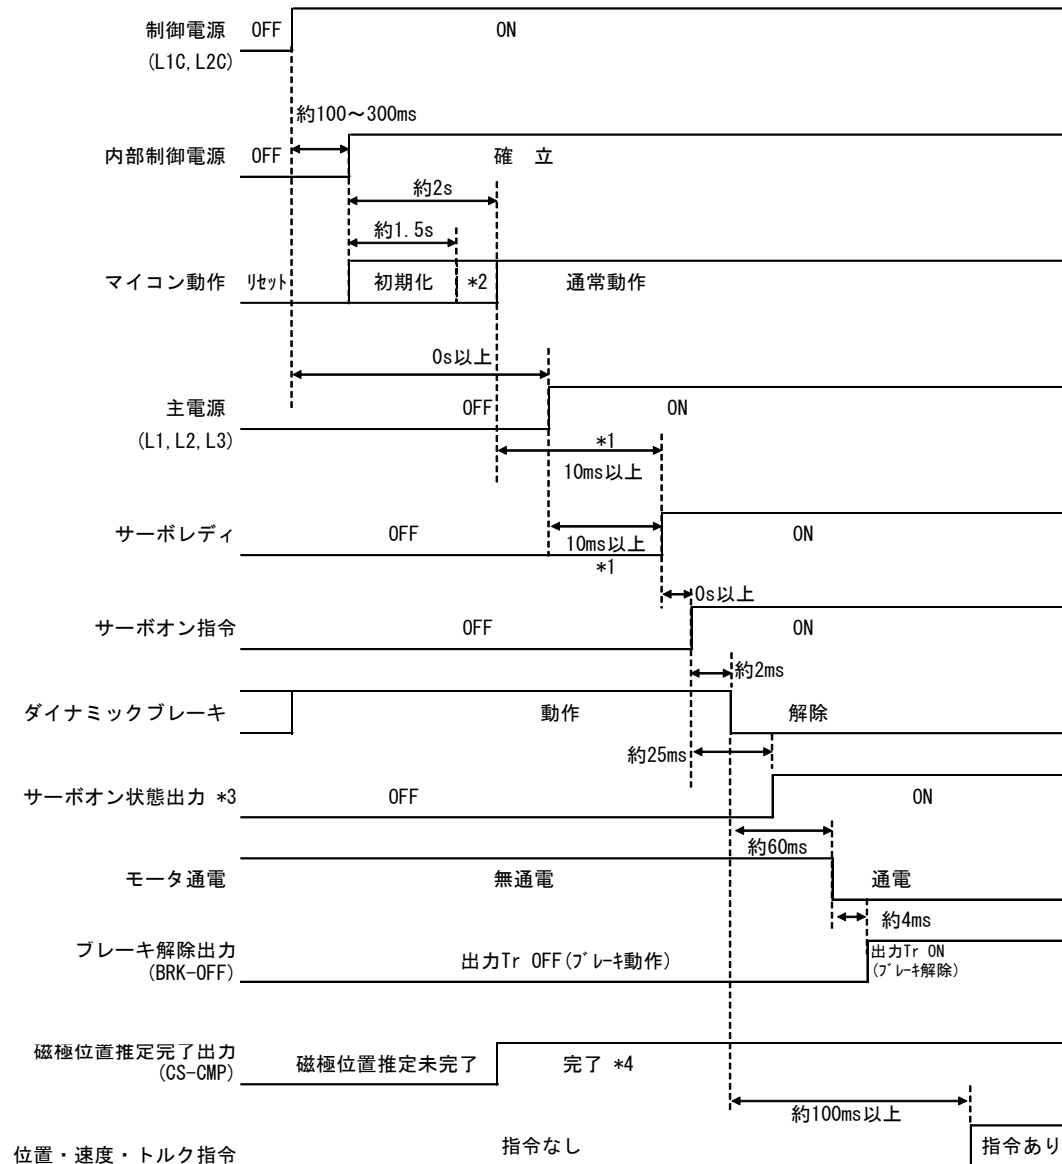 制御電源 OFF ON
(L1C, L2C)
約100～300ms
内部制御電源 OFF 確 立
約2s
約1.5s
マイコン動作 ﾘｾｯﾄ 初期化 *2 通常動作
0s以上
主電源 OFF ON
(L1, L2, L3)
*1
10ms以上
サーボレディ OFF ON
10ms以上
*1
0s以上
サーボオン指令 OFF ON
約2ms
ダイナミックブレーキ 動作 解除
約25ms
サーボオン状態出力 *3 OFF ON
約60ms
モータ通電 無通電 通電
約4ms
ブレーキ解除出力
(BRK-OFF)
出力Tr OFF(ﾌﾞﾚｰｷ動作)
出力Tr ON
(ﾌﾞﾚｰｷ解除)
磁極位置推定完了出力
(CS-CMP)
磁極位置推定未完了 完了 *4
約100ms以上
位置・速度・トルク指令 指令なし 指令あり